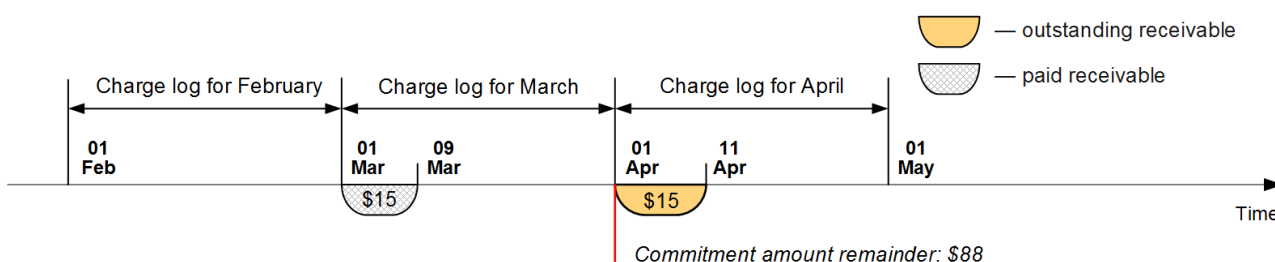 — outstanding receivable
— paid receivable
Charge log for February
Charge log for March
Charge log for April
01
Feb
01
Mar
09
Mar
01
Apr
11
Apr
01
May
$15
$15
Time
Commitment amount remainder: $88